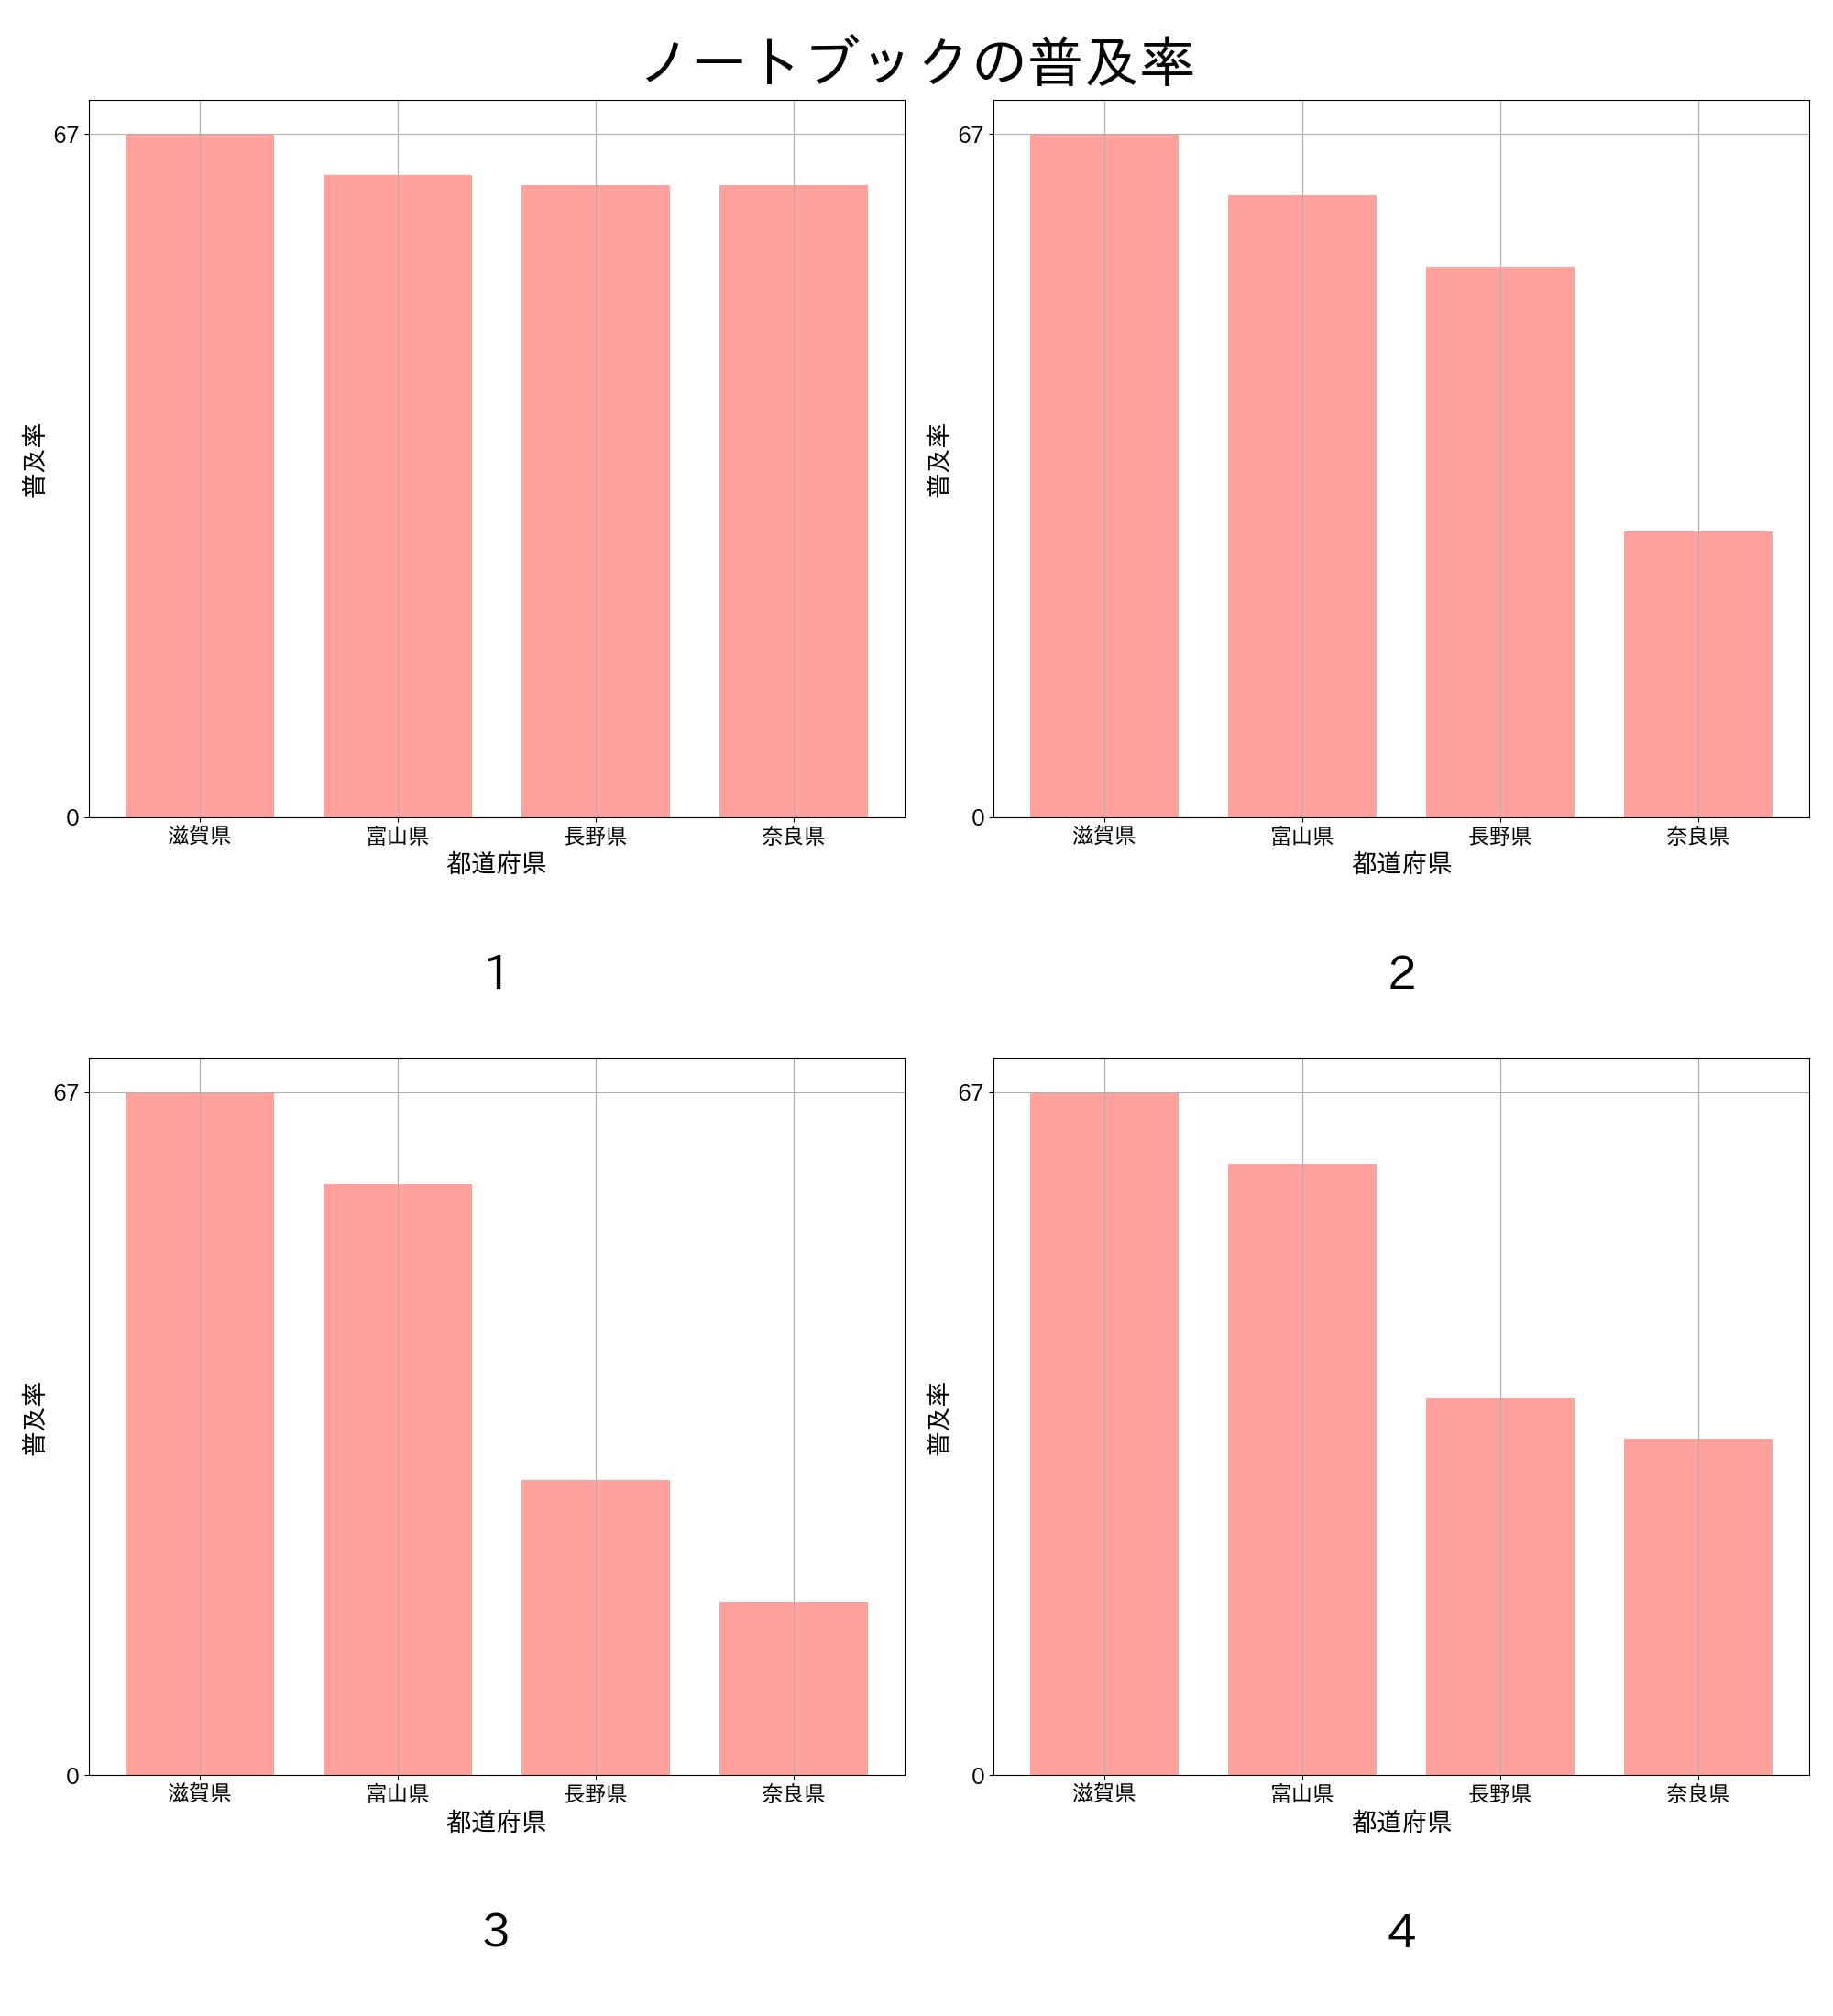 ノートブックの普及率
67
0
普及率
滋賀県 富山県 長野県 奈良県
都道府県
1
67
0
普及率
滋賀県 富山県 長野県 奈良県
都道府県
2
67
0
普及率
滋賀県 富山県 長野県 奈良県
都道府県
3
67
0
普及率
滋賀県 富山県 長野県 奈良県
都道府県
4